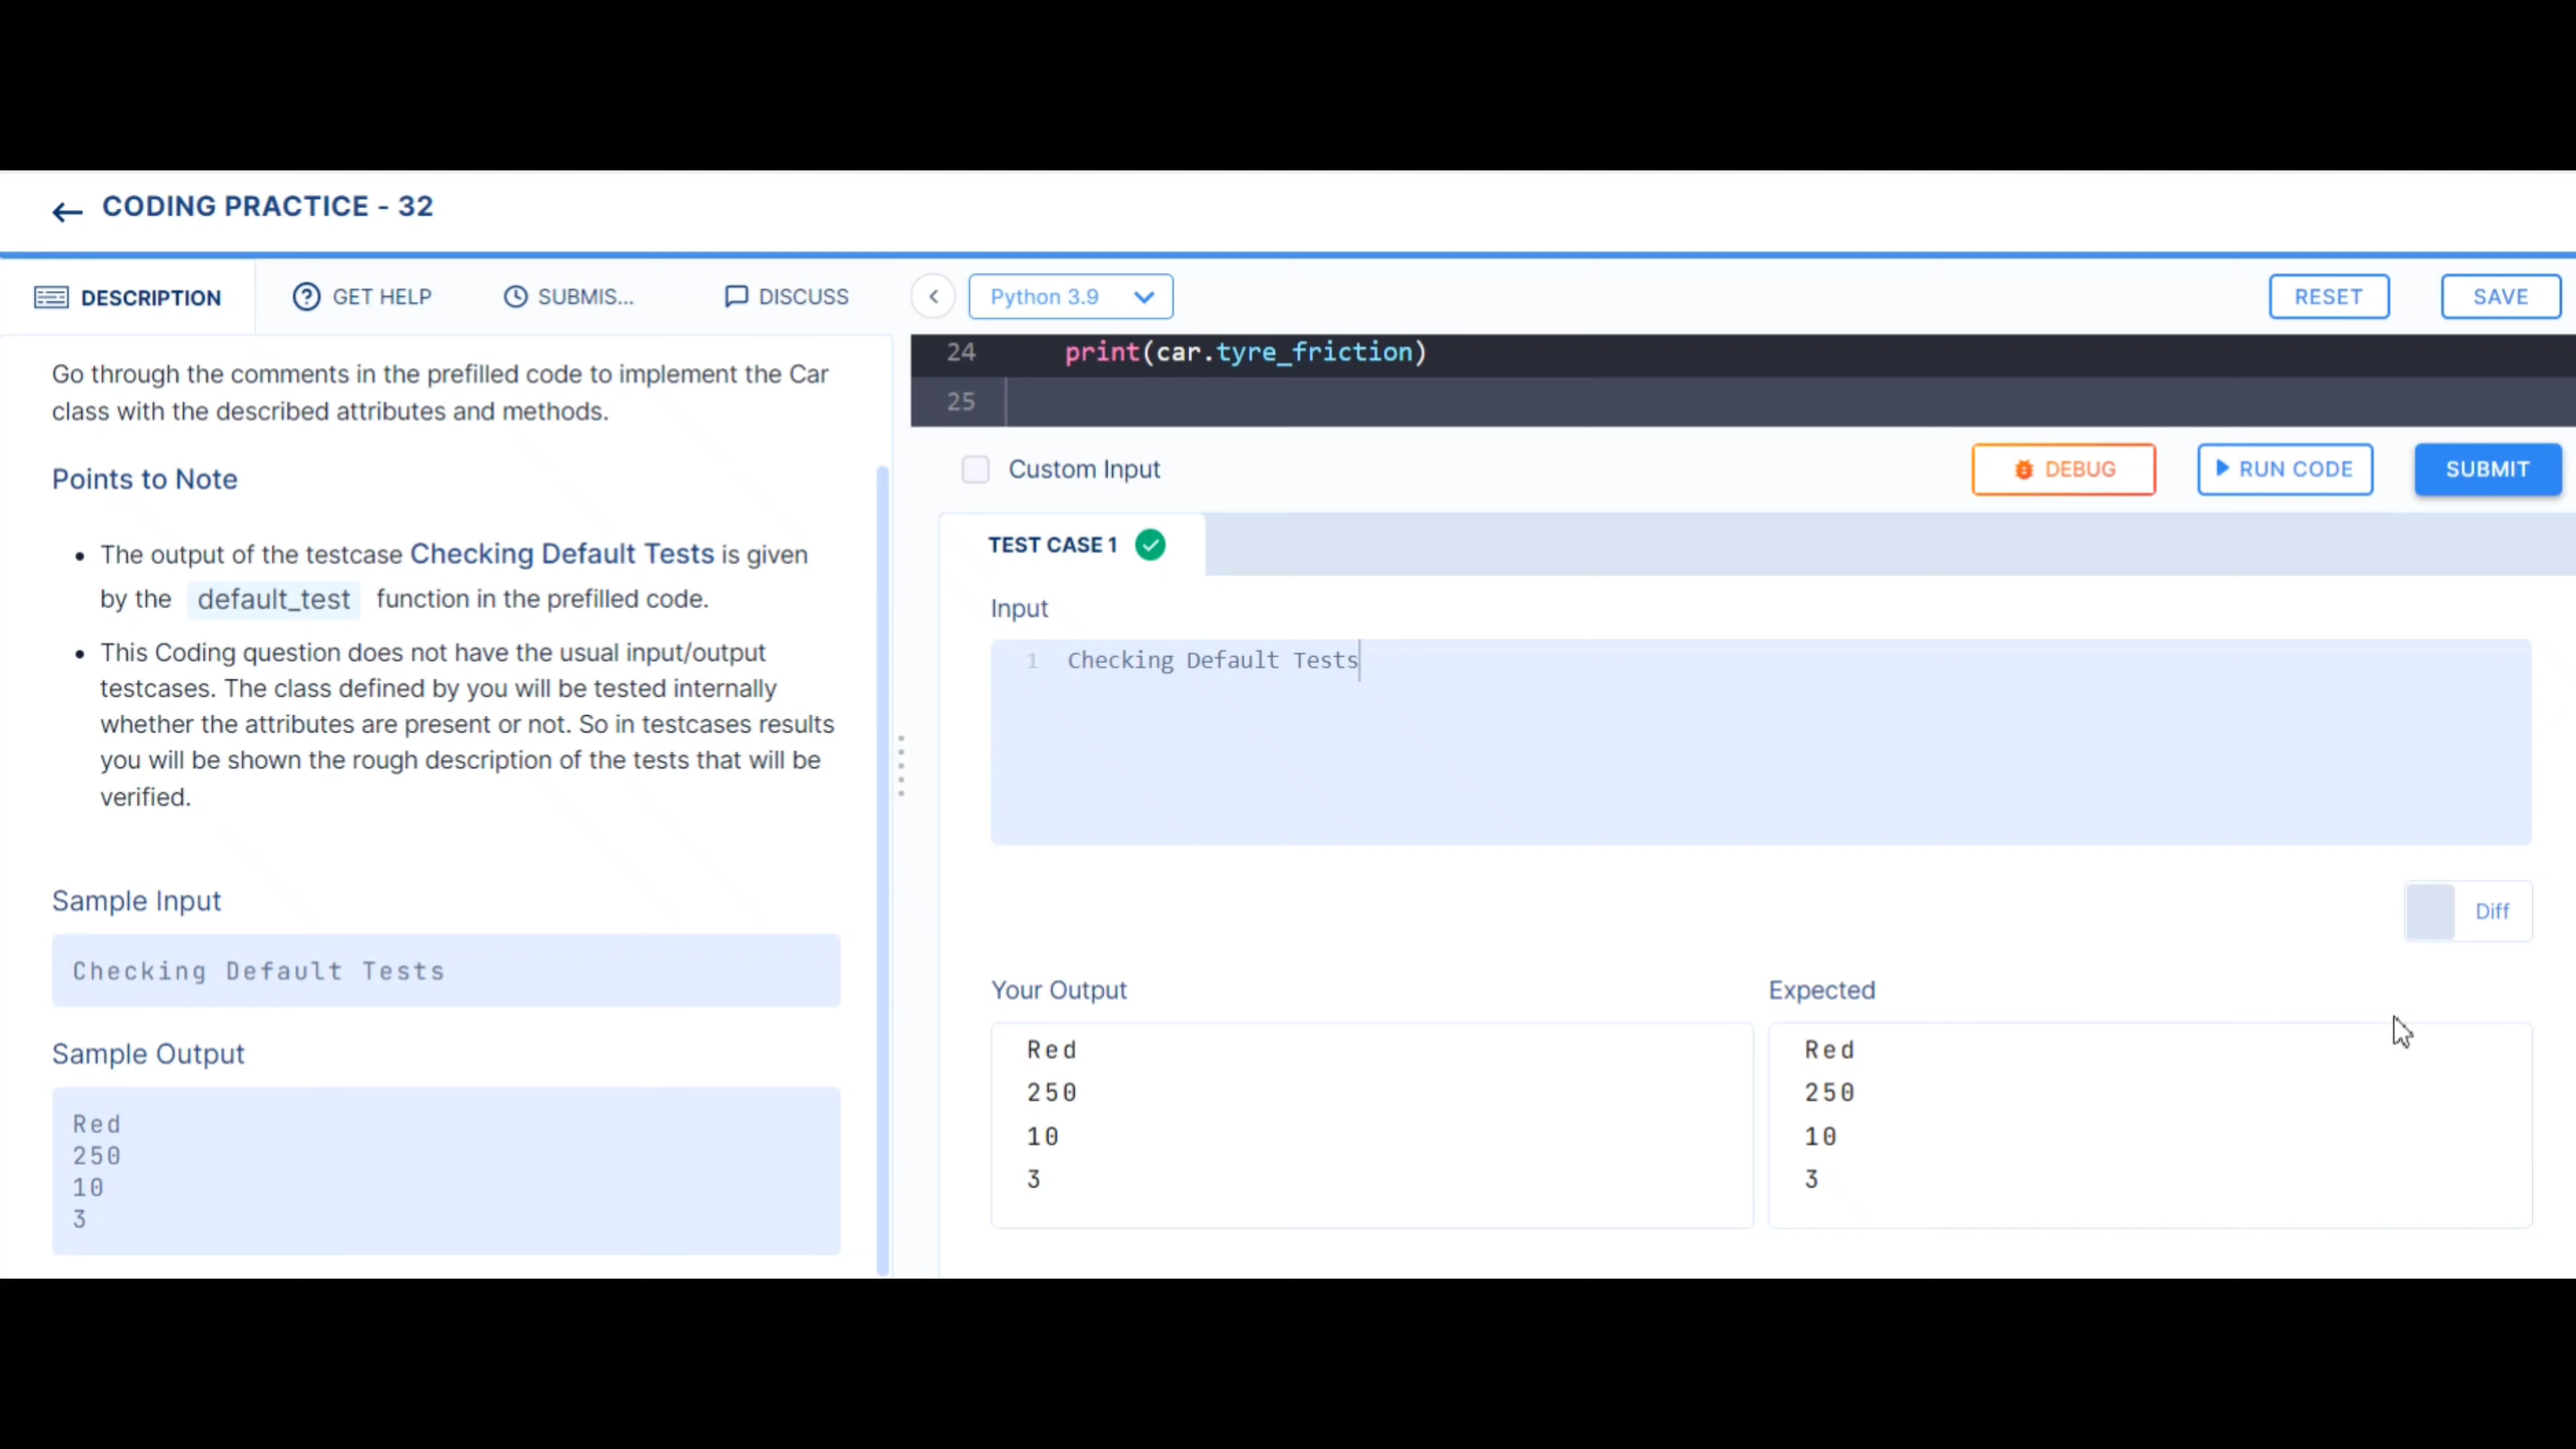 CODING PRACTICE - 32
DESCRIPTION
GET HELP
SUBMIS...
DISCUSS
Python 3.9
RESET
SAVE
Go through the comments in the prefilled code to implement the Car
class with the described attributes and methods.
Points to Note
• The output of the testcase Checking Default Tests is given
by the default_test function in the prefilled code.
• This Coding question does not have the usual input/output
testcases. The class defined by you will be tested internally
whether the attributes are present or not. So in testcases results
you will be shown the rough description of the tests that will be
verified.
Sample Input
Checking Default Tests
Sample Output
Red
250
10
3
24 print(car.tyre_friction)
25
Custom Input
DEBUG
RUN CODE
SUBMIT
TEST CASE 1
Input
1 Checking Default Tests
Diff
Your Output
Red
250
10
3
Expected
Red
250
10
3